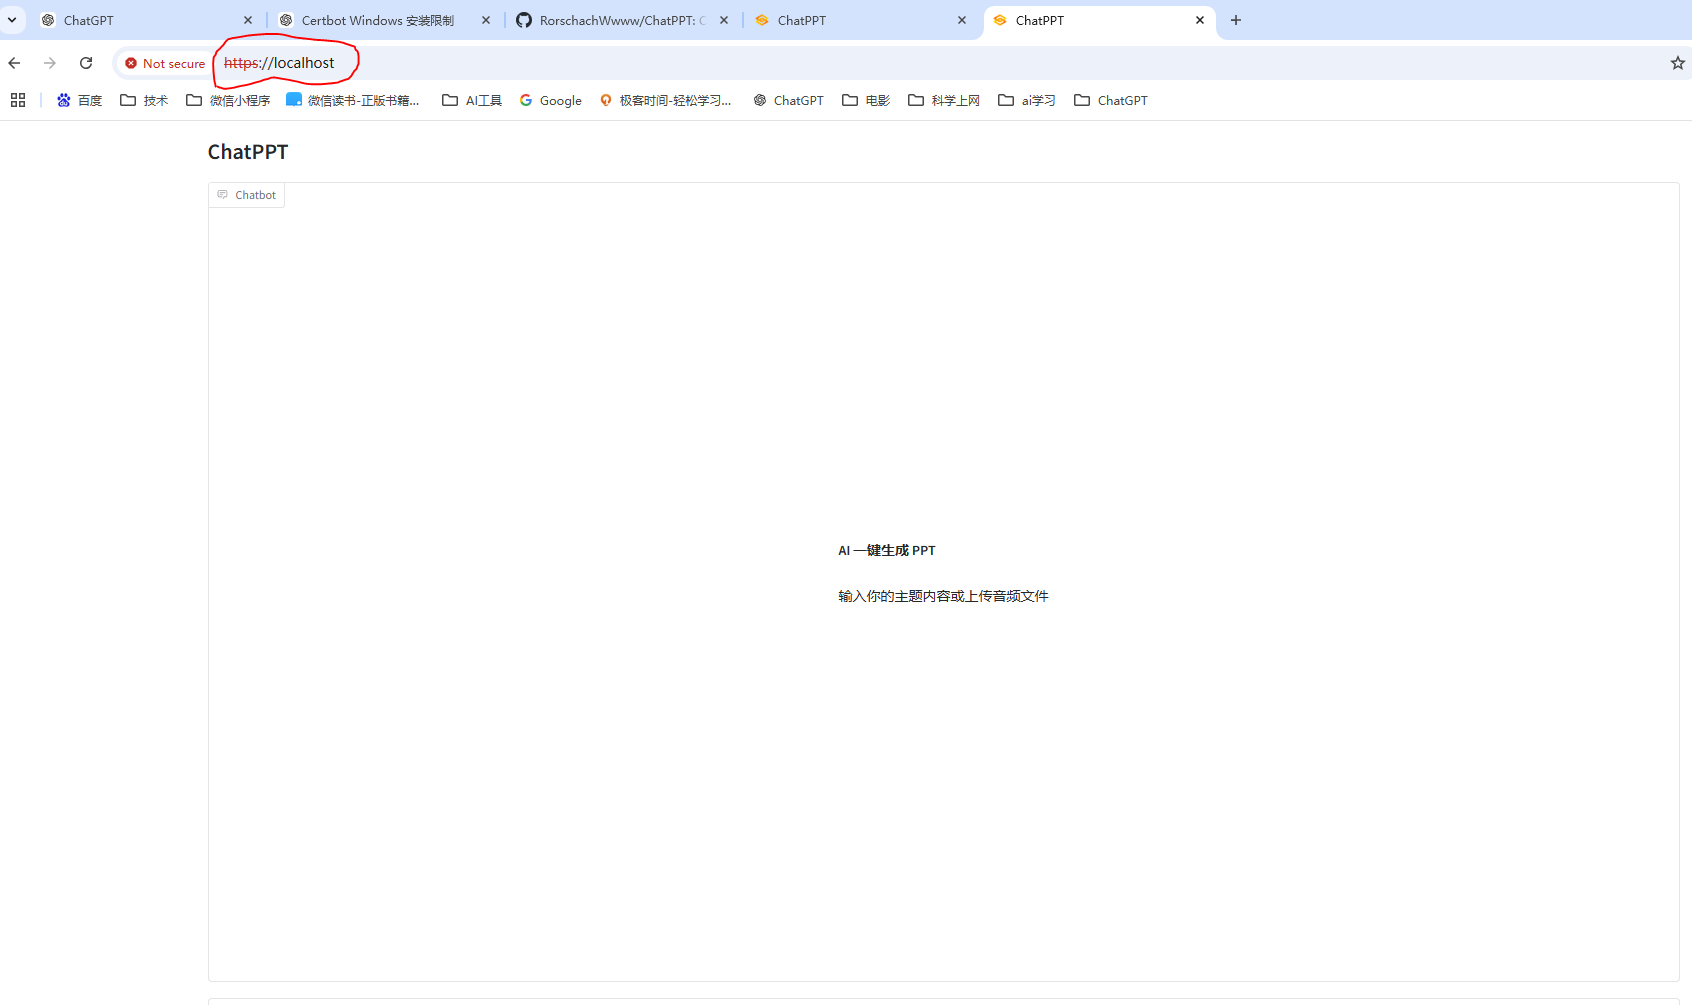 ChatGPT
Certbot Windows 安装限制
RorschachWwww/ChatPPT:
ChatPPT
ChatPPT
Not secure
https://localhost
百度
技术
微信小程序
微信读书-正版书籍...
AI工具
Google
极客时间-轻松学习...
ChatGPT
电影
科学上网
ai学习
ChatGPT
ChatPPT
Chatbot
AI 一键生成 PPT
输入你的主题内容或上传音频文件